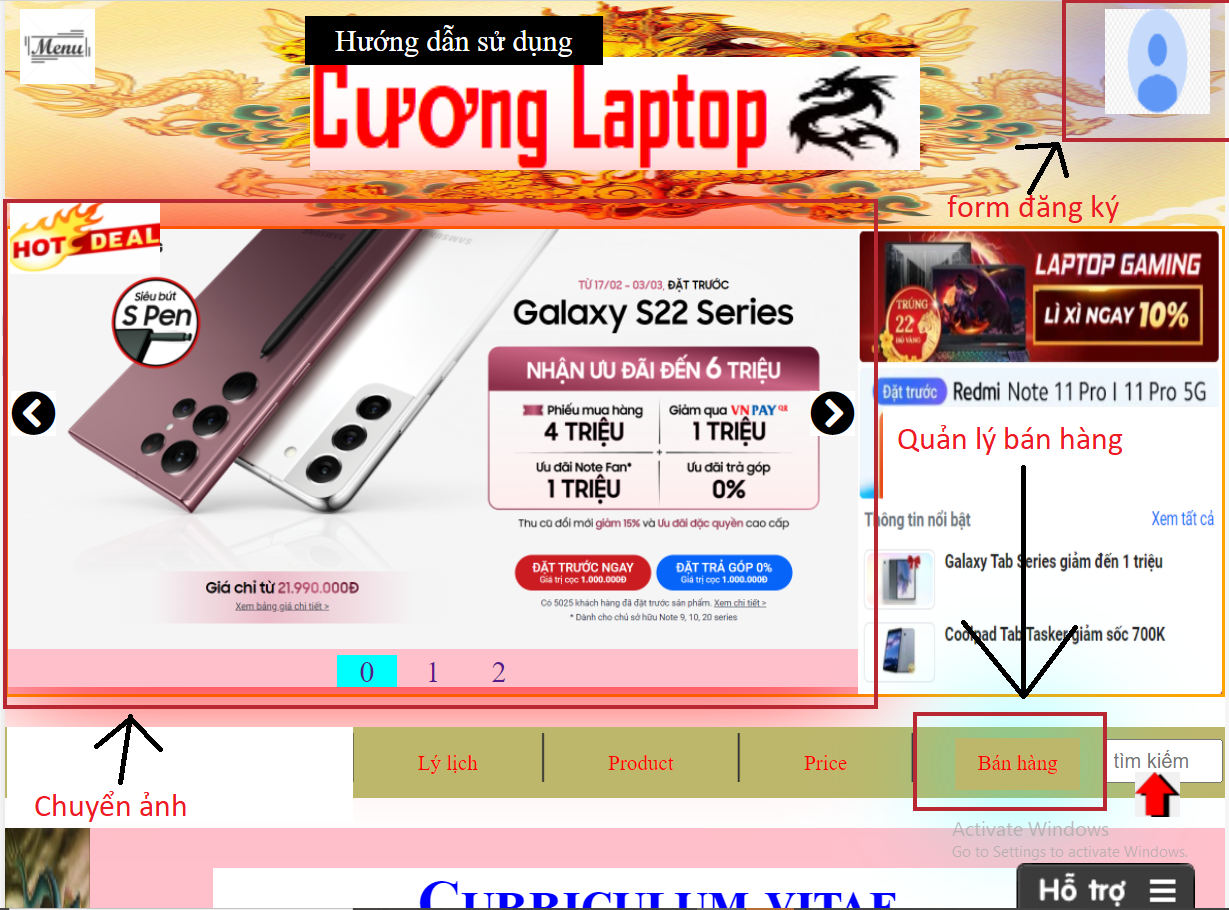 Menu
Hướng dẫn sử dụng
Cương Laptop
form đăng ký
HOT DEAL
Siêu bút
S Pen
SAMSUNG
TỪ 17/02 - 03/03, ĐẶT TRƯỚC
Galaxy S22 Series
NHẬN ƯU ĐÃI ĐẾN 6 TRIỆU
Phiếu mua hàng
4 TRIỆU
Giảm qua VNPAY QR
1 TRIỆU
Ưu đãi Note Fan*
1 TRIỆU
Ưu đãi trả góp
0%
Thu cũ đổi mới giảm 15% và Ưu đãi đặc quyền cao cấp
ĐẶT TRƯỚC NGAY
Giá trị cọc 1.000.000Đ
ĐẶT TRẢ GÓP 0%
Giá trị cọc 1.000.000Đ
Có 5025 khách hàng đã đặt trước sản phẩm. Xem chi tiết >
* Dành cho chủ sở hữu Note 9, 10, 20 series
Giá chỉ từ 21.990.000Đ
Xem bảng giá chi tiết >
0 1 2
LAPTOP GAMING
LÌ XÌ NGAY 10%
TRÚNG
22
BÒ VÀNG
Đặt trước Redmi Note 11 Pro I 11 Pro 5G
Quản lý bán hàng
Thông tin nổi bật
Xem tất cả
Galaxy Tab Series giảm đến 1 triệu
Coolpad Tab Tasker giảm sốc 700K
Chuyển ảnh
Lý lịch
Product
Price
Bán hàng
tìm kiếm
Activate Windows
Go to Settings to activate Windows.
CURRICULUM VITAE
Hỗ trợ